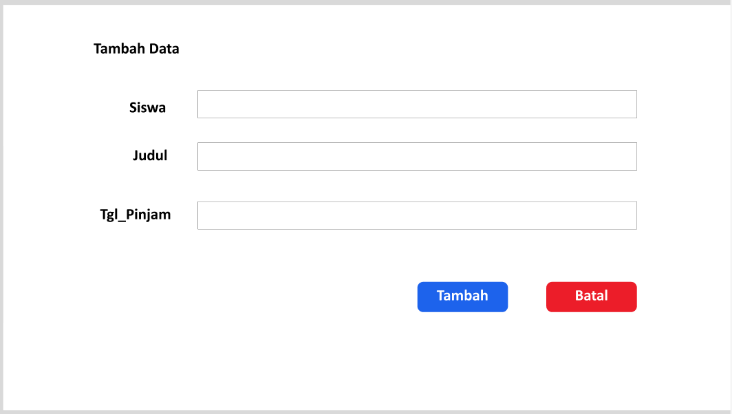 Tambah Data
Siswa
Judul
Tgl_Pinjam
Tambah Batal